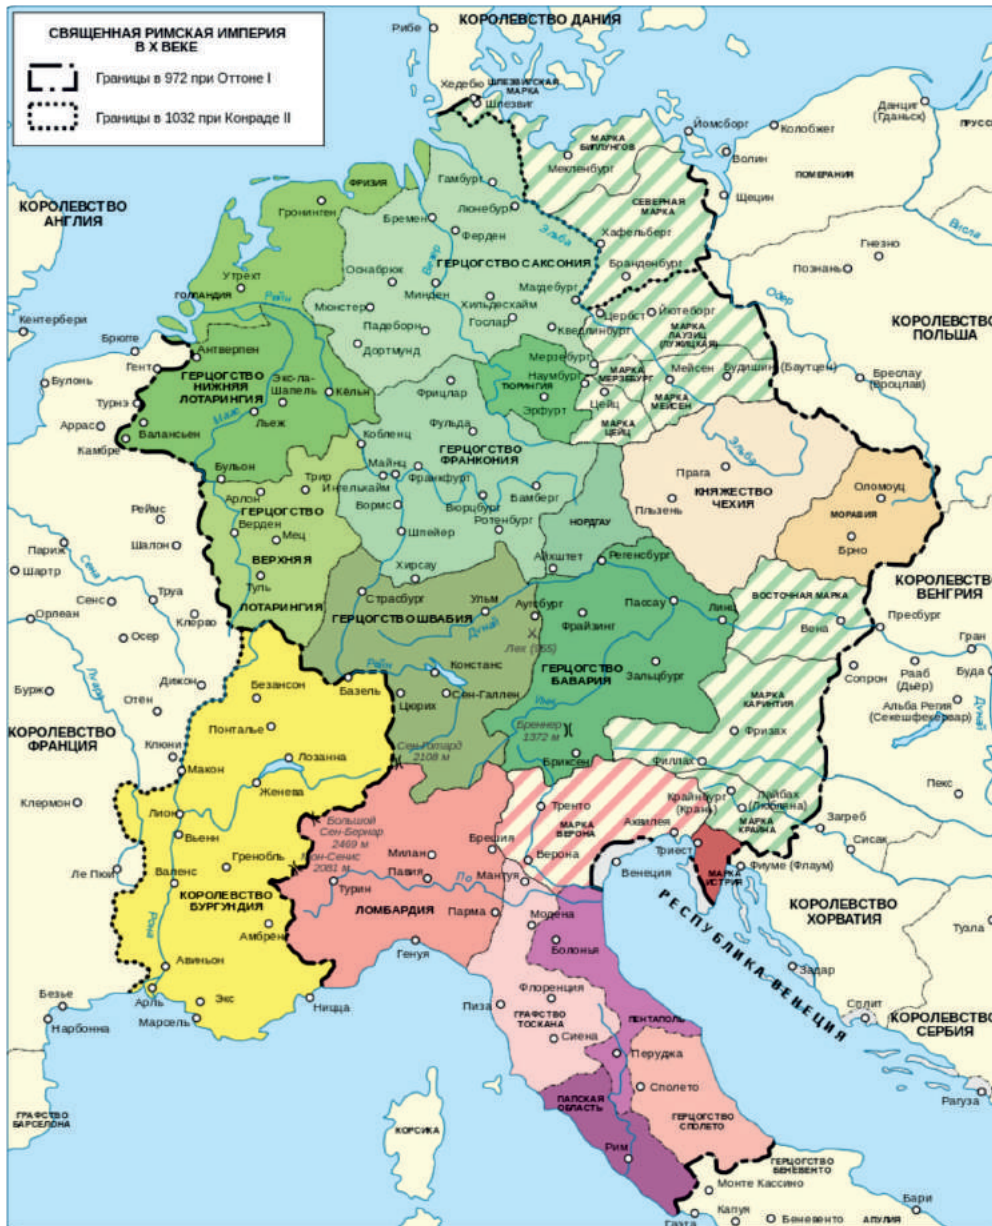 СВЯЩЕННАЯ РИМСКАЯ ИМПЕРИЯ
В X ВЕКЕ
Границы в 972 при Оттоне I
Границы в 1032 при Конраде II
КОРОЛЕВСТВО ДАНИЯ
Рибе
Хедебю
ШЛЕЗВИГСКАЯ
МАРКА
Шлезвиг
МАРКА
БИЛЛУНГОВ
Мекленбург
Йомсборг
Колобжег
Данциг
(Гданьск)
Волин
Щецин
ПОМЕРАНИЯ
КОРОЛЕВСТВО
АНГЛИЯ
ФРИЗИЯ
Гронинген
Гамбург
Люнебург
Бремен
Ферден
Эльба
Везер
СЕВЕРНАЯ
МАРКА
Хафельберг
Бранденбург
Висла
Гнезно
Познань
Одер
Утрехт
ГОЛЛАНДИЯ
Рейн
Оснабрюк
ГЕРЦОГСТВО САКСОНИЯ
Минден
Мюнстер
Хильдесхайм
Гослар
Магдебург
Цербст
Йютеборг
Падеборн
Кведлинбург
Дортмунд
МАРКА
ЛАУЗИЦ
(ЛУЖИЦКАЯ)
КОРОЛЕВСТВО
ПОЛЬША
Кентербери
Брюгге
Гент
Антверпен
ГЕРЦОГСТВО
НИЖНЯЯ
ЛОТАРИНГИЯ
Экс-ла-
Шапель
Кёльн
Льеж
Маас
Мерзебург
Наумбург
ТЮРИНГИЯ
Эрфурт
МАРКА
МЕРЗЕБУРГ
Мейсен
Будишин (Баутцен)
Цейц
МАРКА
МЕЙСЕН
МАРКА
ЦЕЙЦ
Бреслау
(Вроцлав)
Булонь
Турнэ
Аррас
Валансьен
Камбре
Бульон
Фрицлар
Фульда
Кобленц
ГЕРЦОГСТВО
ФРАНКОНИЯ
Майнц
Франкфурт
Ингелькайм
Бамберг
Вормс
Вюрцбург
Ротенбург
Шпейер
Эльба
Прага
КНЯЖЕСТВО
ЧЕХИЯ
Пльзень
Оломоуц
МОРАВИЯ
Брно
Трир
Арлон
ГЕРЦОГСТВО
Верден
Мец
ВЕРХНЯЯ
Туль
ЛОТАРИНГИЯ
Реймс
Париж
Шалон
Шартр
Сена
Сенс
Труа
Орлеан
Клерво
Осер
Луара
НОРДГАУ
Айхштет
Регенсбург
Хирсау
Страсбург
Ульм
ГЕРЦОГСТВО ШВАБИЯ
Дунай
Аугсбург
Лех (955)
Фрайзинг
Пассау
Линц
ВОСТОЧНАЯ МАРКА
Вена
КОРОЛЕВСТВО
ВЕНГРИЯ
Пресбург
Гран
Буда
Сопрон
Рааб
(Дьёр)
Альба Регия
(Секешфехервар)
Дунай
Бурж
Дижон
Отён
КОРОЛЕВСТВО
ФРАНЦИЯ
Клюни
Макон
Безансон
Базель
Рейн
Констанс
Сен-Галлен
Цюрих
ГЕРЦОГСТВО
БАВАРИЯ
Зальцбург
Инн
Понталье
Лозанна
Женева
Сен-Готард
2108 м
Бреннер
1372 м
Бриксен
МАРКА
КАРИНТИЯ
Фризах
Филлах
Пекс
Клермон
Лион
Вьенн
Гренобль
Валенс
Ле Пюи
КОРОЛЕВСТВО
БУРГУНДИЯ
Рона
Амбрён
Большой
Сен-Бернар
2469 м
Мон-Сенис
2081 м
Турин
Милан
Павия
По
Брешия
Тренто
МАРКА
ВЕРОНА
Верона
Мантуя
Аквилея
Крайнбург
(Крань)
Лайбах
(Любляна)
МАРКА
КРАЙНА
Загреб
Сисак
Триест
Венеция
МАРКА
ИСТРИЯ
Фиуме (Флаум)
ЛОМБАРДИЯ
Парма
Модена
Генуя
Болонья
КОРОЛЕВСТВО
ХОРВАТИЯ
Тузла
РЕСПУБЛИКА ВЕНЕЦИЯ
Задар
Сплит
КОРОЛЕВСТВО
СЕРБИЯ
Рагуза
Авиньон
Арль
Экс
Марсель
Ницца
Безье
Нарбонна
Флоренция
Пиза
ГРАФСТВО
ТОСКАНА
Сиена
ПЕНТАПОЛЬ
Перуджа
Сполето
ГЕРЦОГСТВО
СПОЛЕТО
ПАПСКАЯ
ОБЛАСТЬ
Рим
КОРСИКА
ГРАФСТВО
БАРСЕЛОНА
ГЕРЦОГСТВО
БЕНЕВЕНТО
Монте Кассино
Гаэта
Капуя
Беневенто
АПУЛИЯ
Бари